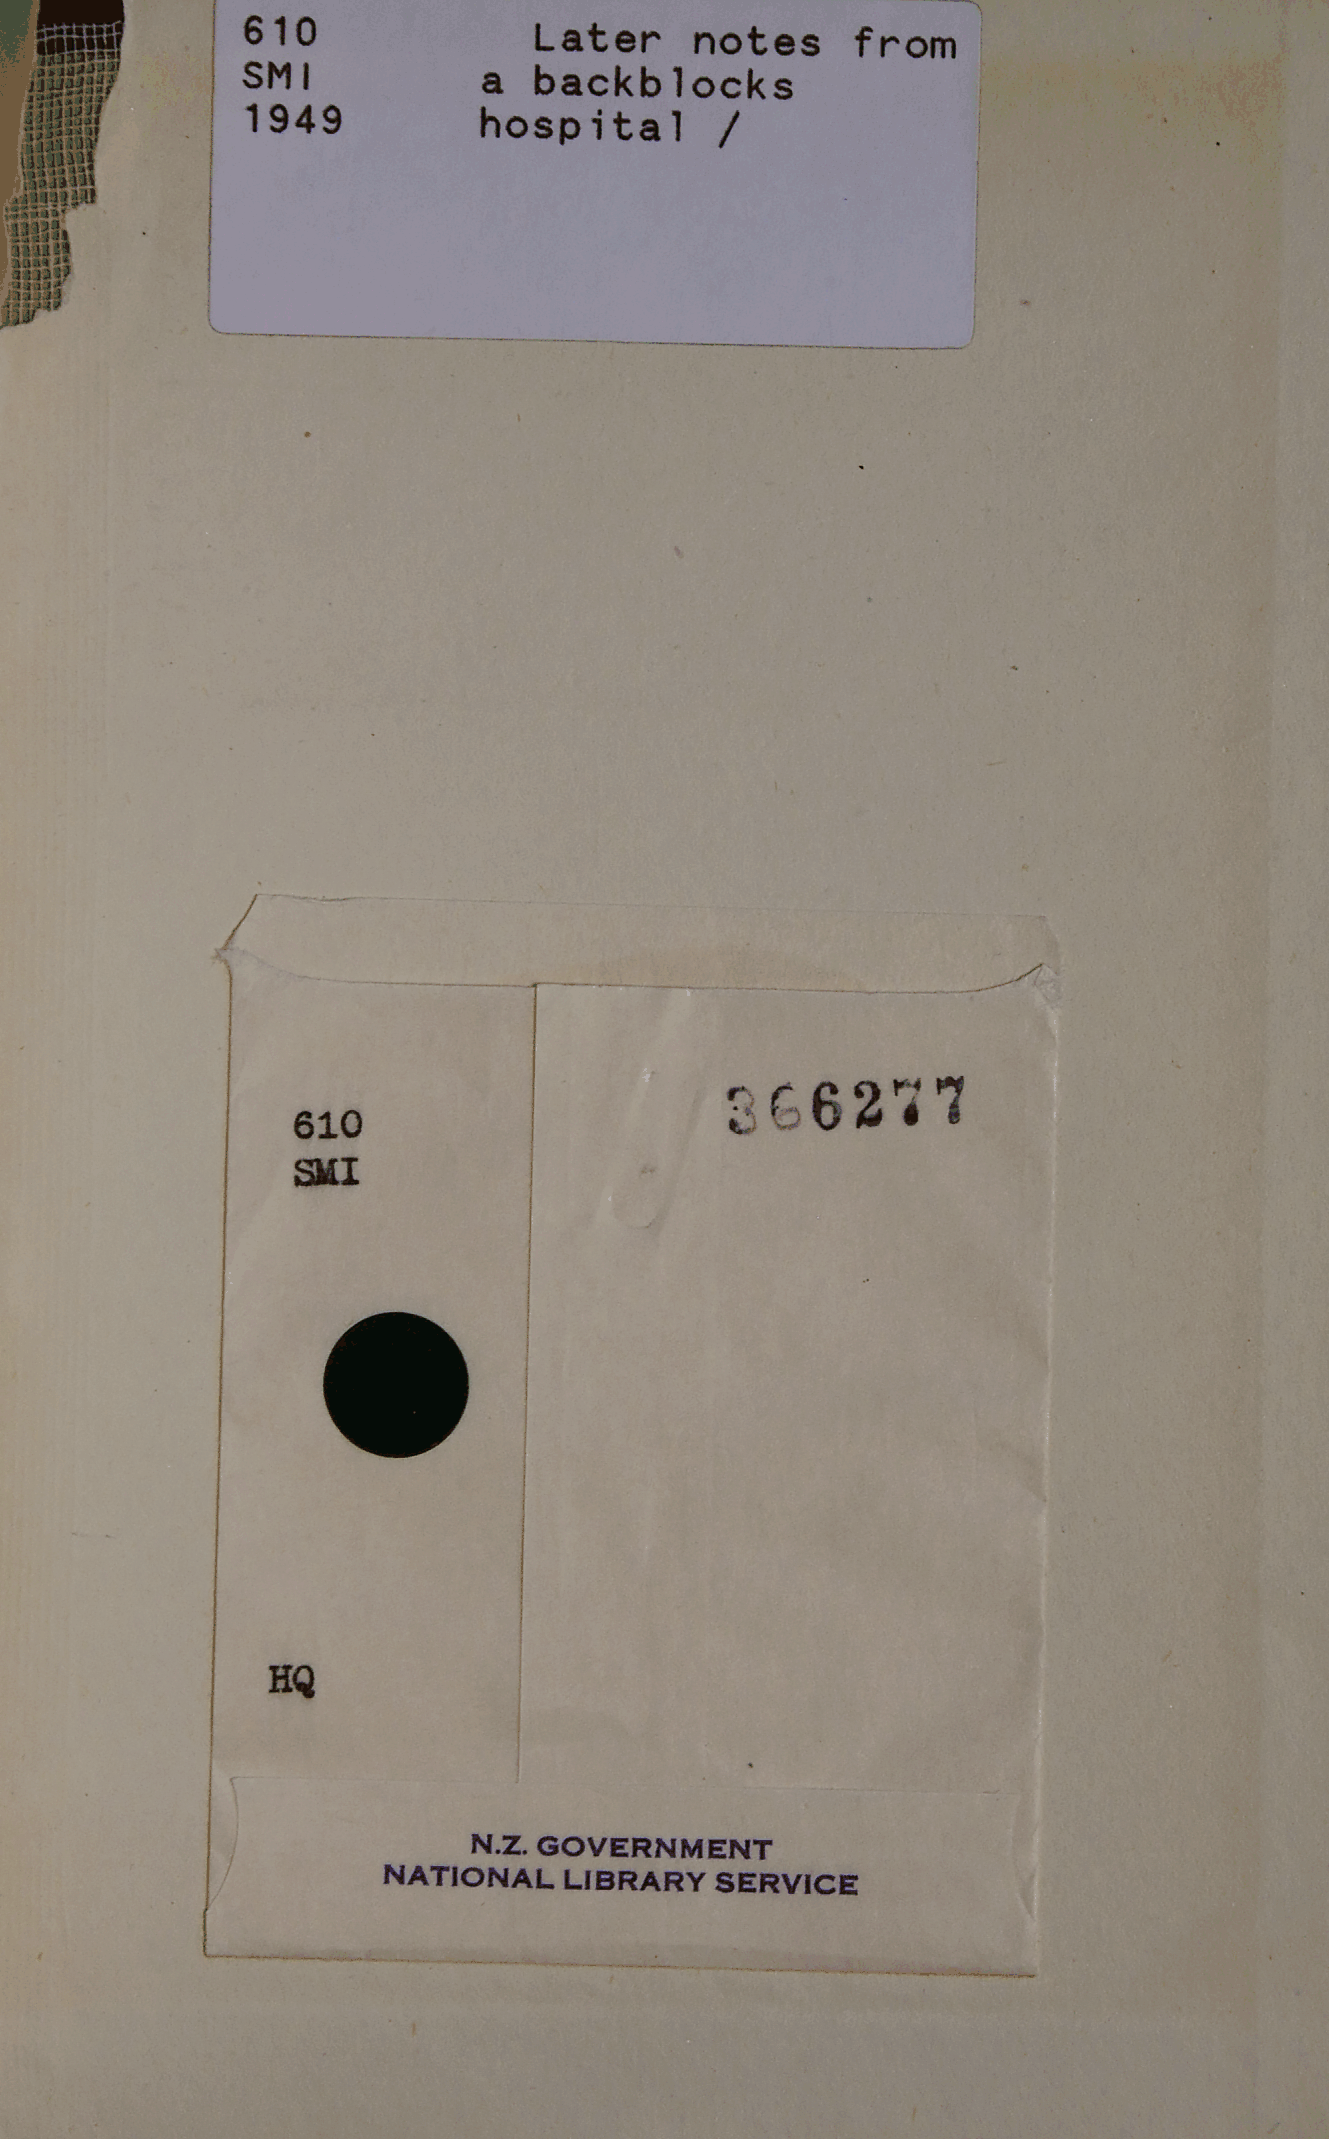 610 Later notes from
SMI a backblocks
1949 hospital /
366277
610
SMI
HQ
N.Z. GOVERNMENT
NATIONAL LIBRARY SERVICE